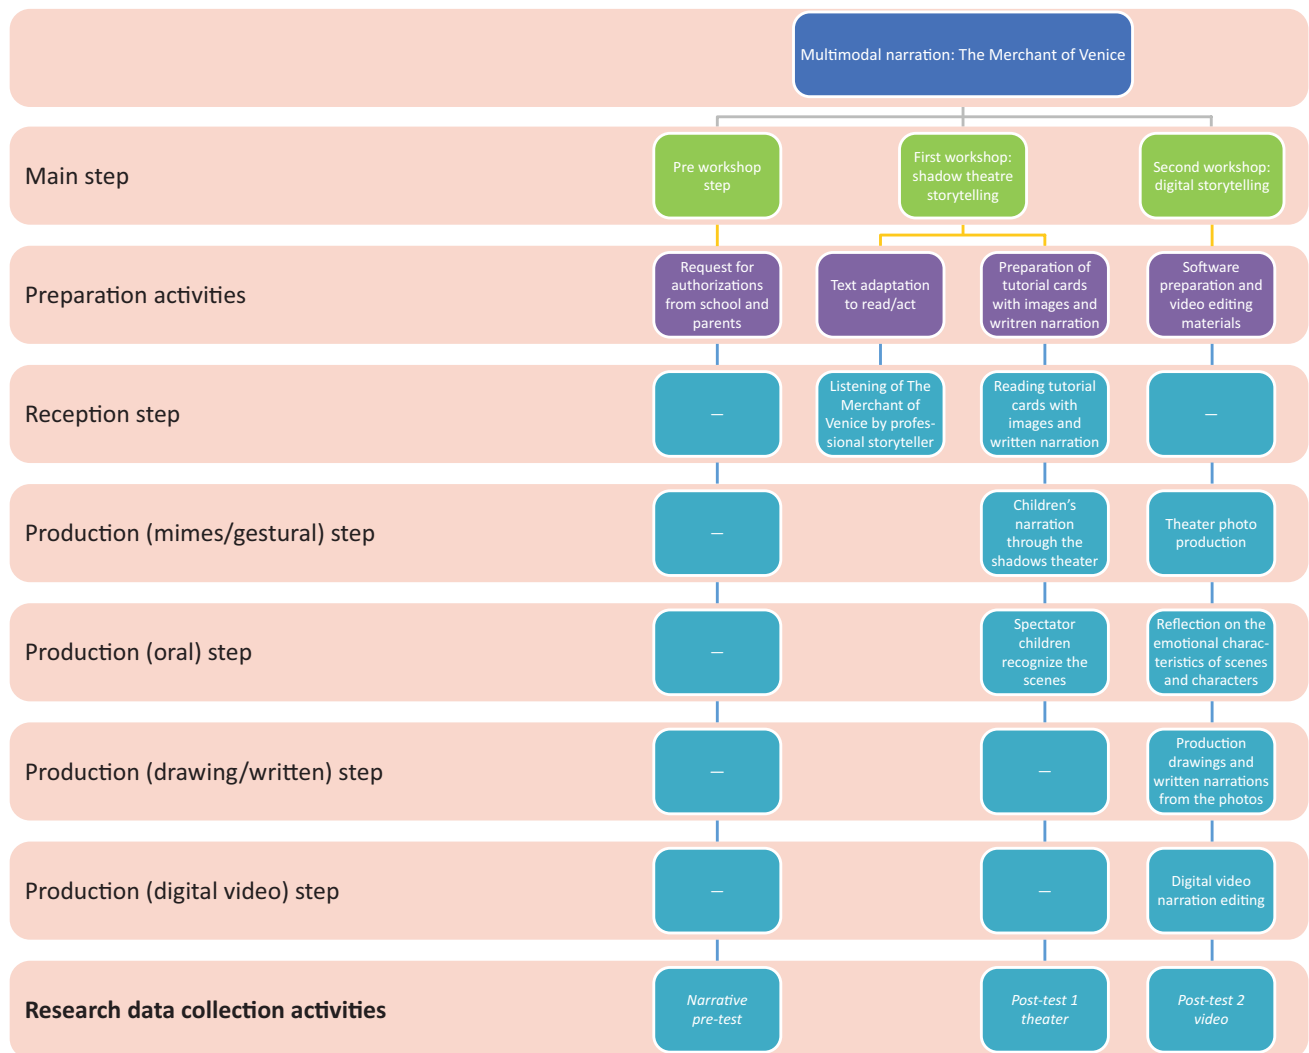 Multimodal narration: The Merchant of Venice
Main step
Pre workshop
step
First workshop:
shadow theatre
storytelling
Second workshop:
digital storytelling
Preparation activities
Request for
authorizations
from school and
parents
Text adaptation
to read/act
Preparation of
tutorial cards
with images and
writren narration
Software
preparation and
video editing
materials
Reception step
—
Listening of The
Merchant of
Venice by profes-
sional storyteller
Reading tutorial
cards with
images and
written narration
—
Production (mimes/gestural) step
—
Children’s
narration
through the
shadows theater
Theater photo
production
Production (oral) step
—
Spectator
children
recognize the
scenes
Reflection on the
emotional charac-
teristics of scenes
and characters
Production (drawing/written) step
—
—
Production
drawings and
written narrations
from the photos
Production (digital video) step
—
—
Digital video
narration editing
Research data collection activities
Narrative
pre-test
Post-test 1
theater
Post-test 2
video